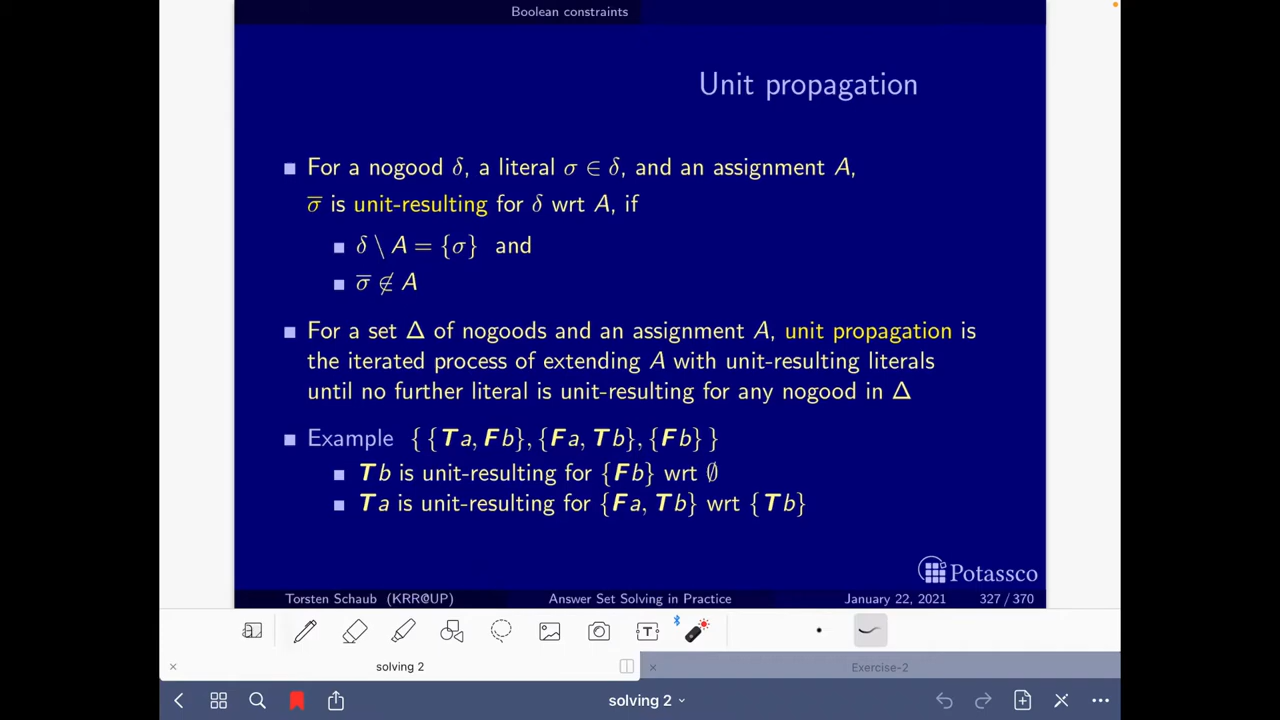 Boolean constraints
Unit propagation
For a nogood δ, a literal σ ∈ δ, and an assignment A,
σ̅ is unit-resulting for δ wrt A, if
δ \ A = {σ} and
σ̅ ∉ A
For a set Δ of nogoods and an assignment A, unit propagation is
the iterated process of extending A with unit-resulting literals
until no further literal is unit-resulting for any nogood in Δ
Example { {Ta, Fb}, {Fa, Tb}, {Fb} }
Tb is unit-resulting for {Fb} wrt ∅
Ta is unit-resulting for {Fa, Tb} wrt {Tb}
Potassco
Torsten Schaub (KRR@UP) Answer Set Solving in Practice January 22, 2021 327 / 370
T
× solving 2 × Exercise-2
solving 2